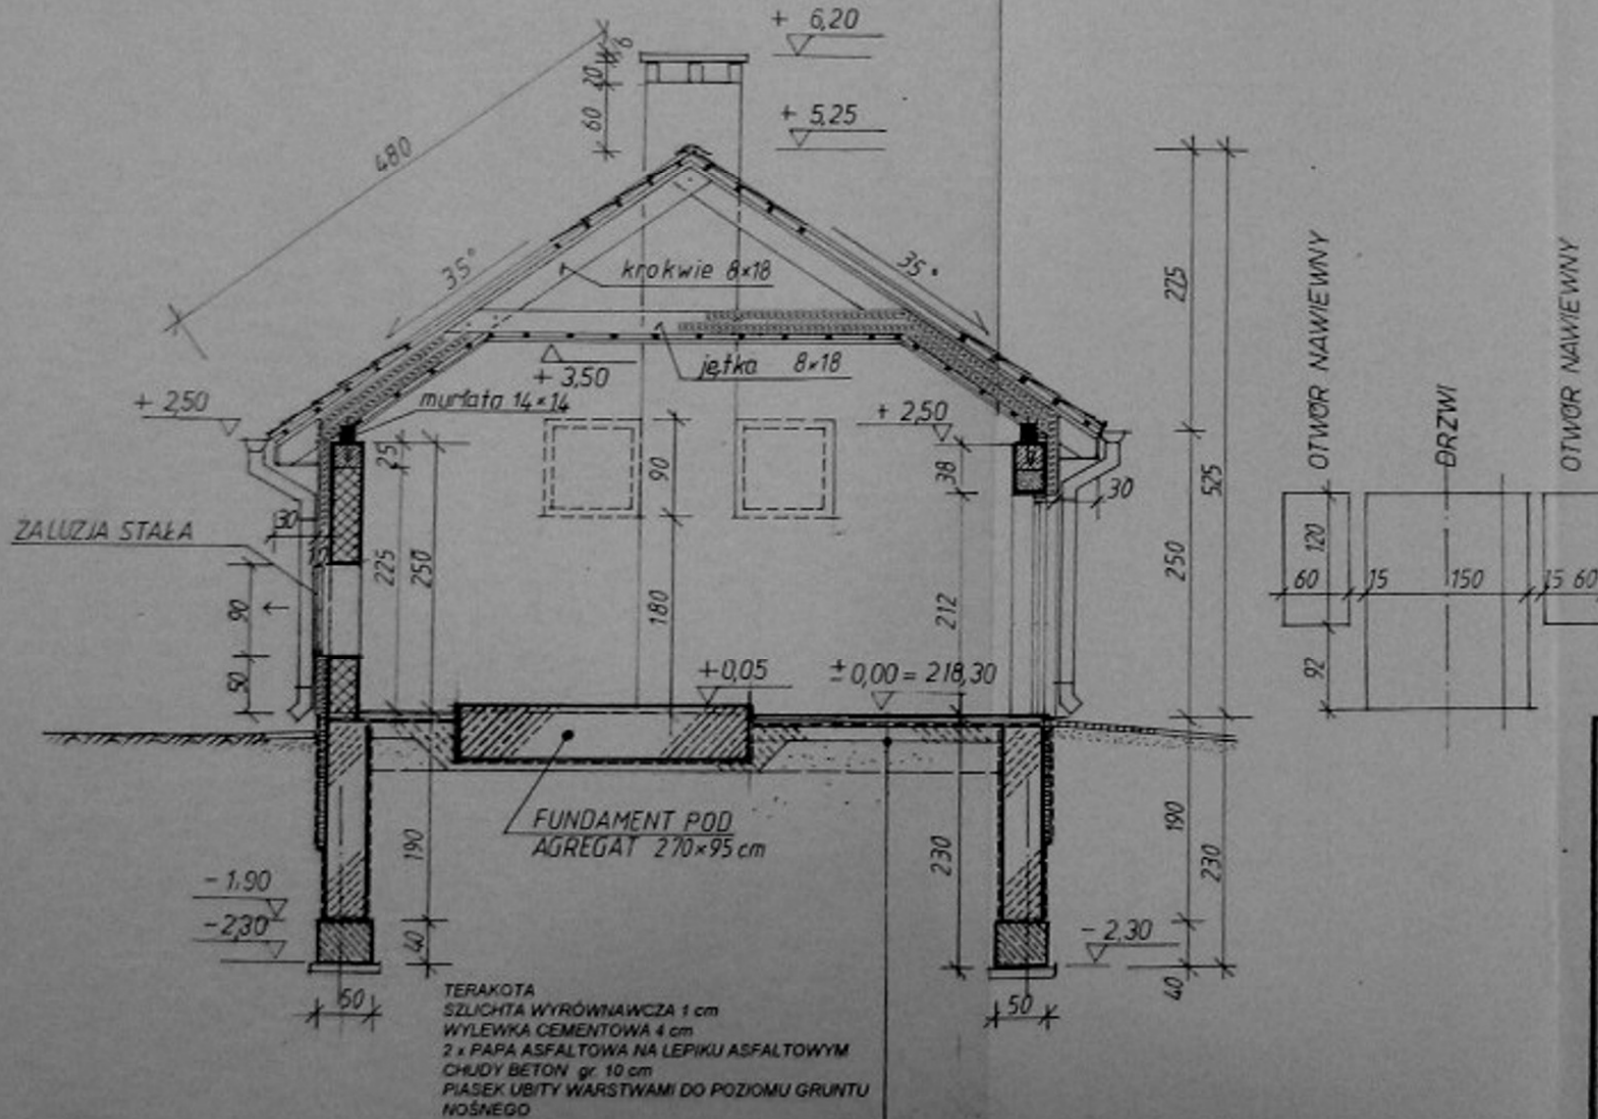 + 6,20
20
60
+ 5,25
480
35°
krokwie 8×18
35°
275
OTWÓR NAWIEWNY
DRZWI
OTWÓR NAWIEWNY
+ 2,50
+ 3,50
jętka 8×18
murłata 14×14
+ 2,50
25
90
38
30
525
ŻALUZJA STAŁA
30
225
250
250
120
60
15
150
15
60
90
180
212
50
+0,05
±0,00 = 218,30
92
FUNDAMENT POD
AGREGAT 270×95 cm
190
230
190
230
- 1,90
- 2,30
40
- 2,30
40
50
50
TERAKOTA
SZLICHTA WYRÓWNAWCZA 1 cm
WYLEWKA CEMENTOWA 4 cm
2 x PAPA ASFALTOWA NA LEPIKU ASFALTOWYM
CHUDY BETON gr. 10 cm
PIASEK UBITY WARSTWAMI DO POZIOMU GRUNTU
NOŚNEGO